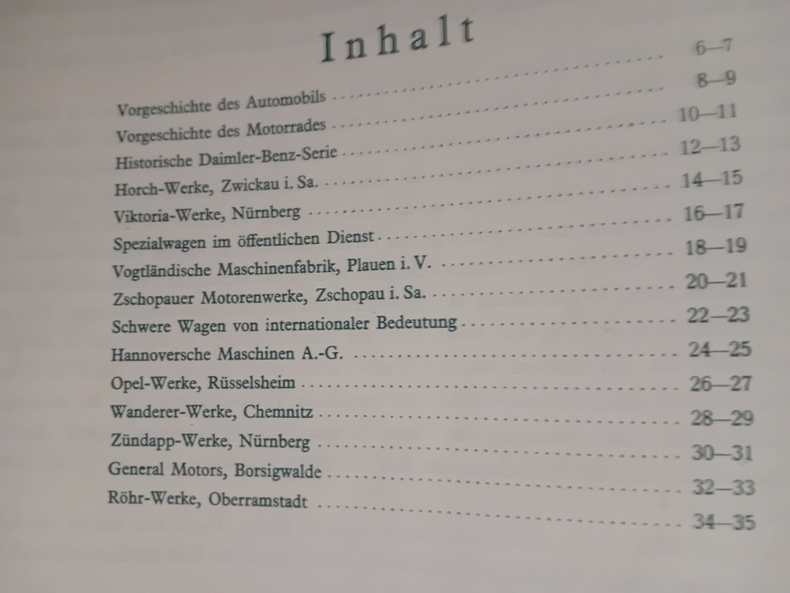 Inhalt
Vorgeschichte des Automobils 6—7
Vorgeschichte des Motorrades 8—9
Historische Daimler-Benz-Serie 10—11
Horch-Werke, Zwickau i. Sa. 12—13
Viktoria-Werke, Nürnberg 14—15
Spezialwagen im öffentlichen Dienst 16—17
Vogtländische Maschinenfabrik, Plauen i. V. 18—19
Zschopauer Motorenwerke, Zschopau i. Sa. 20—21
Schwere Wagen von internationaler Bedeutung 22—23
Hannoversche Maschinen A.-G. 24—25
Opel-Werke, Rüsselsheim 26—27
Wanderer-Werke, Chemnitz 28—29
Zündapp-Werke, Nürnberg 30—31
General Motors, Borsigwalde 32—33
Röhr-Werke, Oberramstadt 34—35